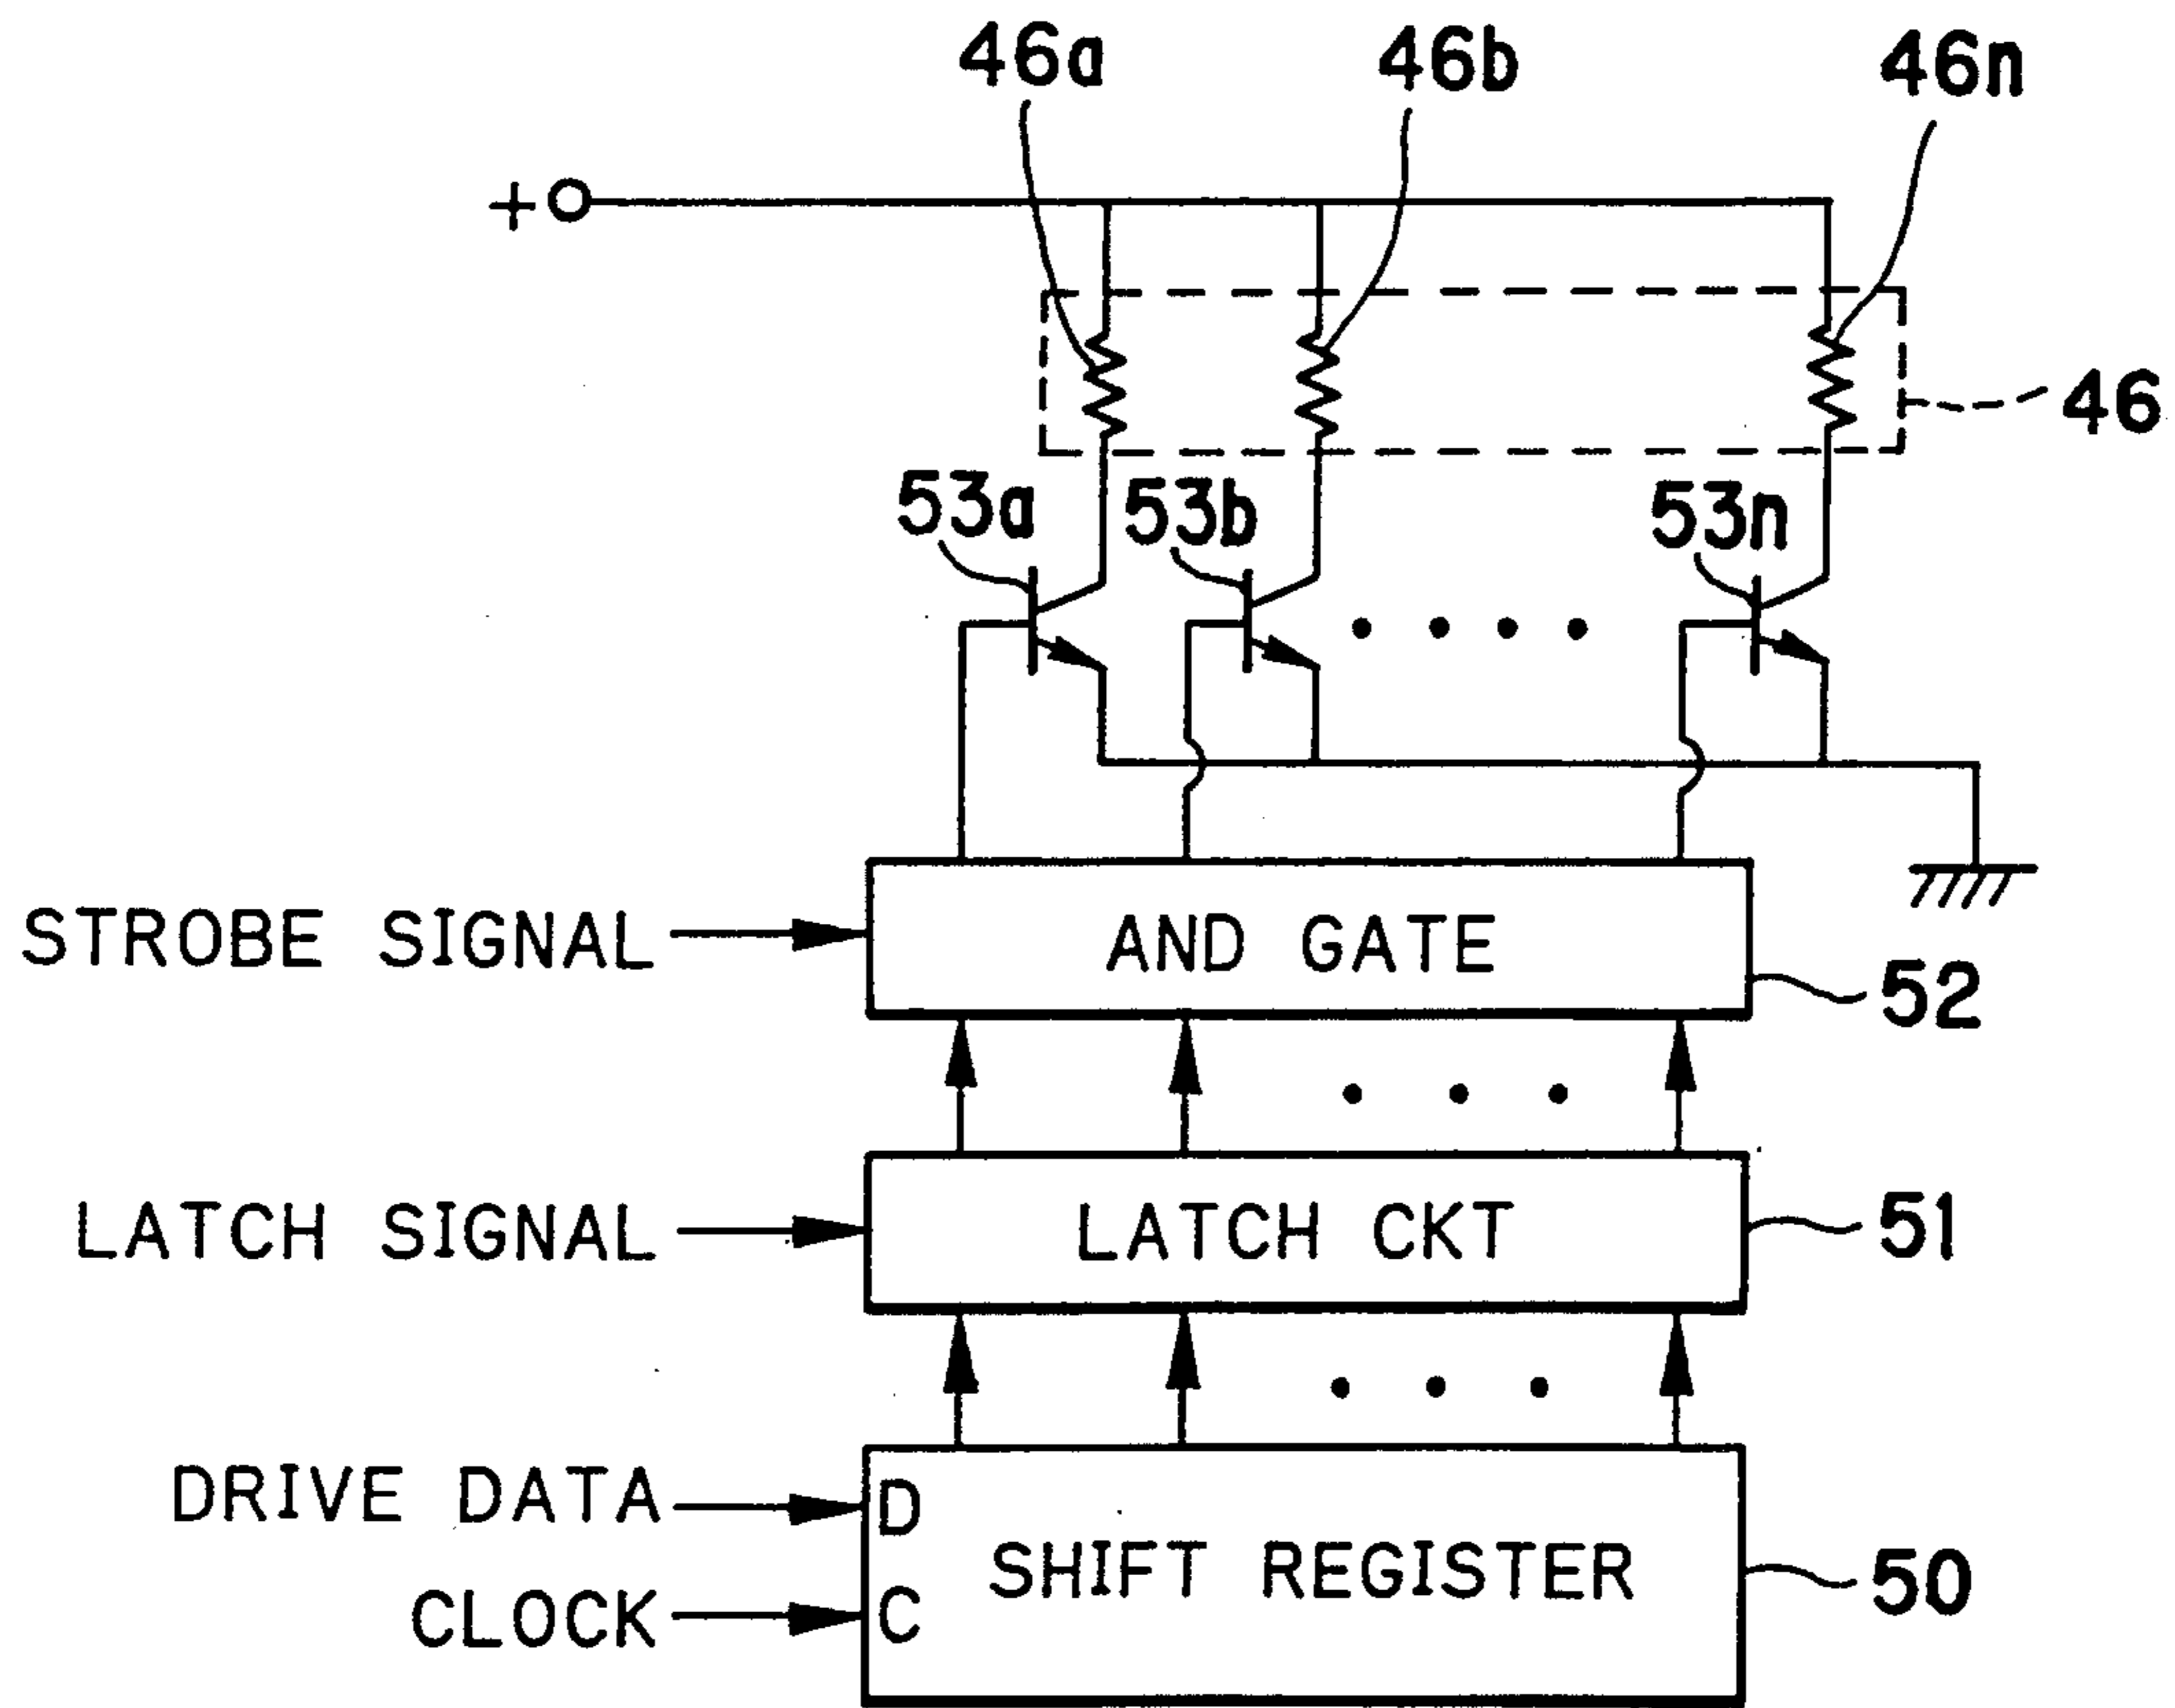 46a 46b 46n
+
46
53a 53b 53n
STROBE SIGNAL AND GATE
52
LATCH SIGNAL LATCH CKT 51
DRIVE DATA D
SHIFT REGISTER 50
CLOCK C